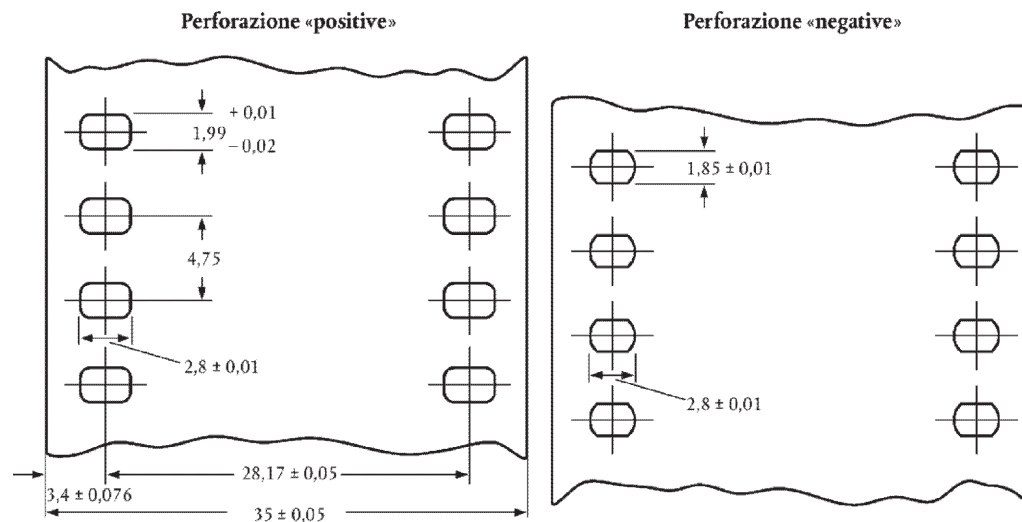 Perforazione «positive»
Perforazione «negative»
+ 0,01
1,99
– 0,02
1,85 ± 0,01
4,75
2,8 ± 0,01
2,8 ± 0,01
28,17 ± 0,05
3,4 ± 0,076
35 ± 0,05